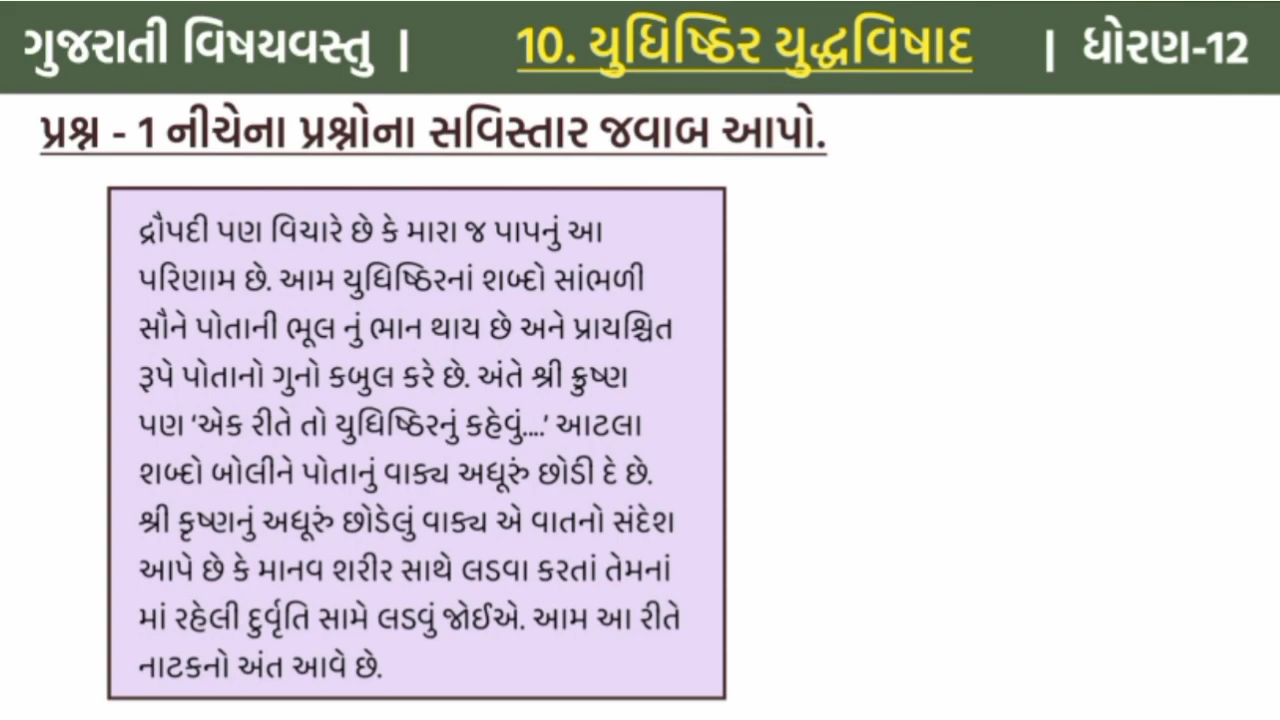 ગુજરાતી વિષયવસ્તુ | 10. યુધિષ્ઠિર યુદ્ધવિષાદ | ધોરણ-12
પ્રશ્ન - 1 નીચેના પ્રશ્નોના સવિસ્તાર જવાબ આપો.
દ્રૌપદી પણ વિચારે છે કે મારા જ પાપનું આ
પરિણામ છે. આમ યુધિષ્ઠિરનાં શબ્દો સાંભળી
સૌને પોતાની ભૂલ નું ભાન થાય છે અને પ્રાયશ્ચિત
રૂપે પોતાનો ગુનો કબુલ કરે છે. અંતે શ્રી ક્રુષ્ણ
પણ ‘એક રીતે તો યુધિષ્ઠિરનું કહેવું....’ આટલા
શબ્દો બોલીને પોતાનું વાક્ય અધૂરું છોડી દે છે.
શ્રી કૃષ્ણનું અધૂરું છોડેલું વાક્ય એ વાતનો સંદેશ
આપે છે કે માનવ શરીર સાથે લડવા કરતાં તેમનાં
માં રહેલી દુર્વૃતિ સામે લડવું જોઈએ. આમ આ રીતે
નાટકનો અંત આવે છે.